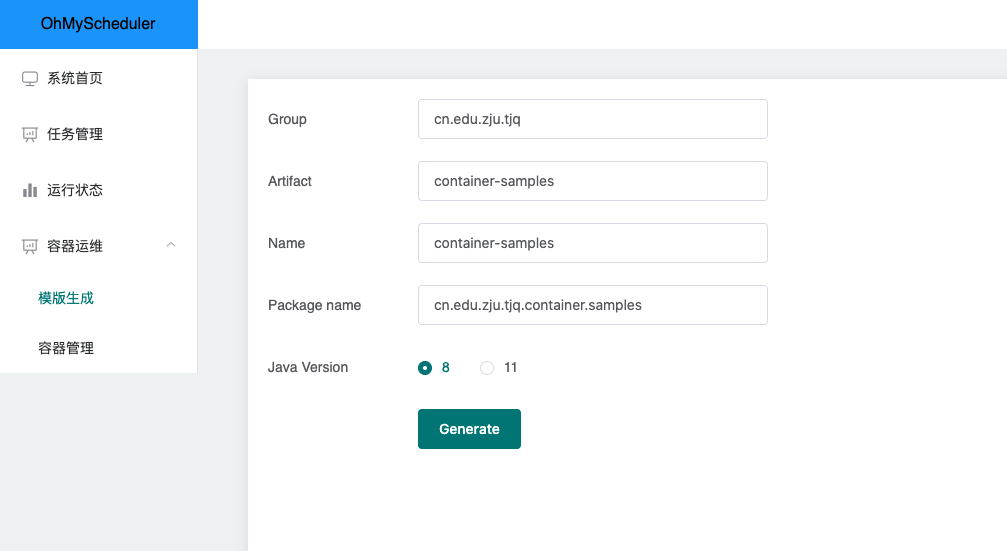 OhMyScheduler
系统首页
任务管理
运行状态
容器运维
模版生成
容器管理
Group
cn.edu.zju.tjq
Artifact
container-samples
Name
container-samples
Package name
cn.edu.zju.tjq.container.samples
Java Version
8
11
Generate